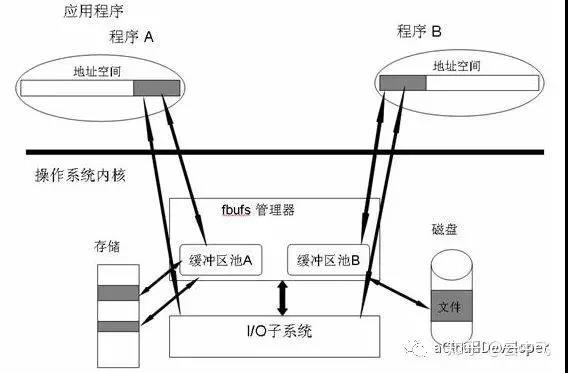 应用程序
程序 A
程序 B
地址空间
地址空间
操作系统内核
fbufs 管理器
存储
磁盘
缓冲区池A
缓冲区池B
文件
I/O子系统